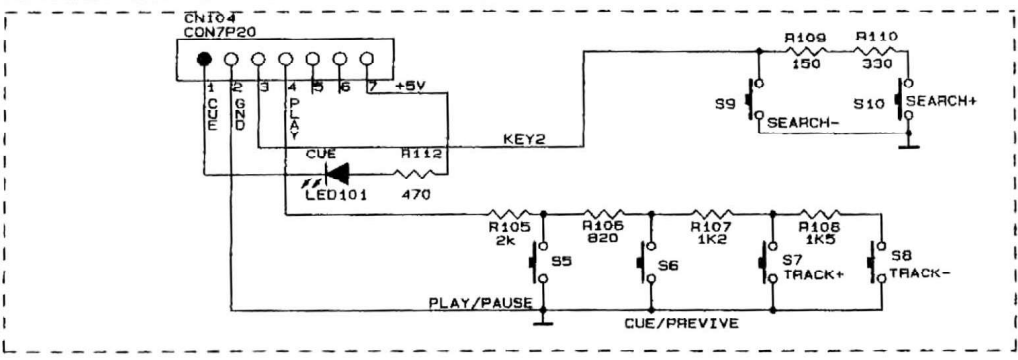 CN104
CON7P20
1 2 3 4 5 6 7 +5V
CUE
GND
PLAY
R109
150
R110
330
S9
SEARCH-
S10
SEARCH+
KEY2
CUE
LED101
R112
470
R105
2k
R106
820
R107
1K2
R108
1K5
S5
S6
S7
TRACK+
S8
TRACK-
PLAY/PAUSE
CUE/PREVIVE